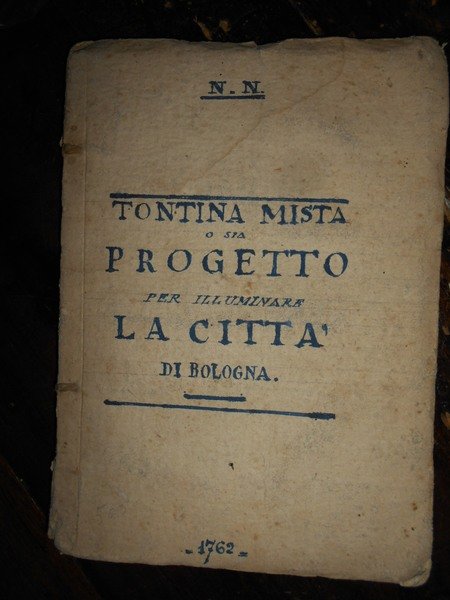 N. N.
TONTINA MISTA
O SIA
PROGETTO
PER ILLUMINARE
LA CITTA'
DI BOLOGNA.
- 1762 -